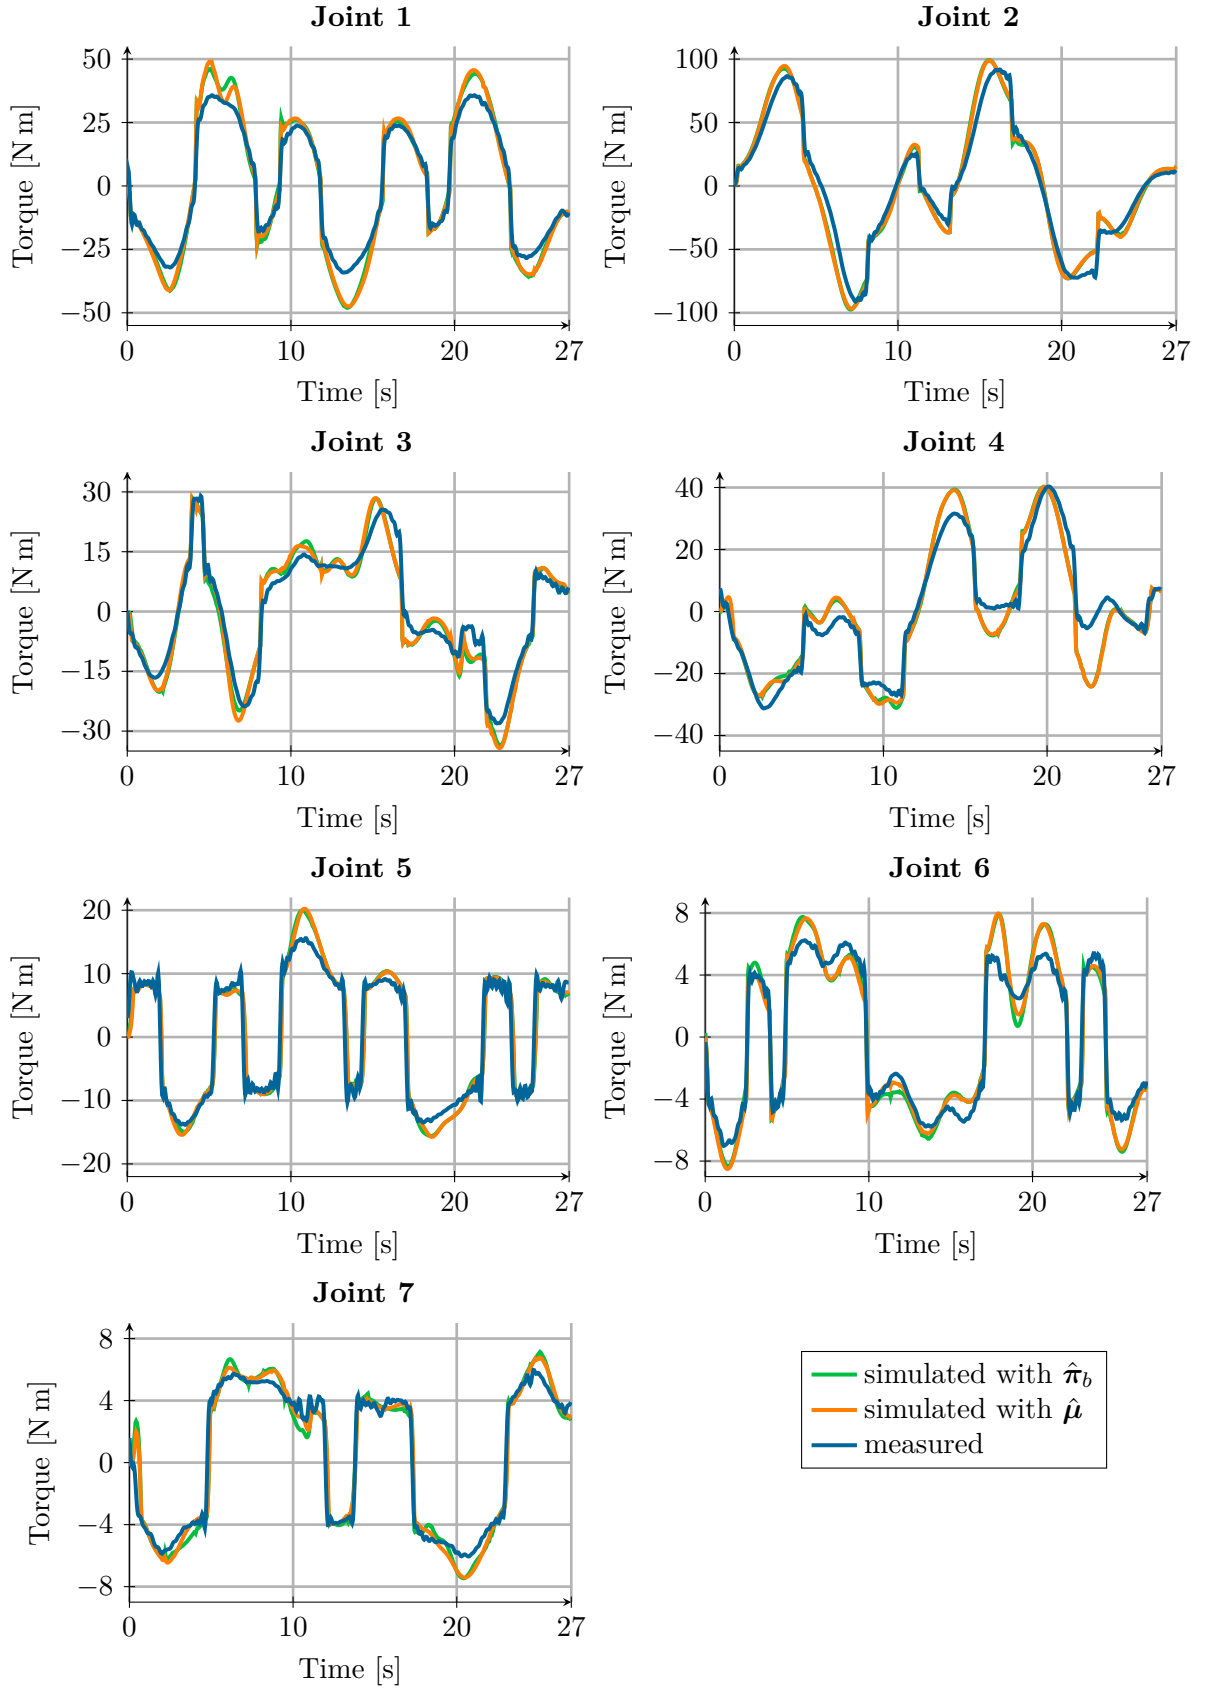 Joint 1
Joint 2
50
25
0
−25
−50
Torque [N m]
0
10
20
27
Time [s]
100
50
0
−50
−100
Torque [N m]
0
10
20
27
Time [s]
Joint 3
Joint 4
30
15
0
−15
−30
Torque [N m]
0
10
20
27
Time [s]
40
20
0
−20
−40
Torque [N m]
0
10
20
27
Time [s]
Joint 5
Joint 6
20
10
0
−10
−20
Torque [N m]
0
10
20
27
Time [s]
8
4
0
−4
−8
Torque [N m]
0
10
20
27
Time [s]
Joint 7
8
4
0
−4
−8
Torque [N m]
0
10
20
27
Time [s]
simulated with π̂_b
simulated with μ̂
measured